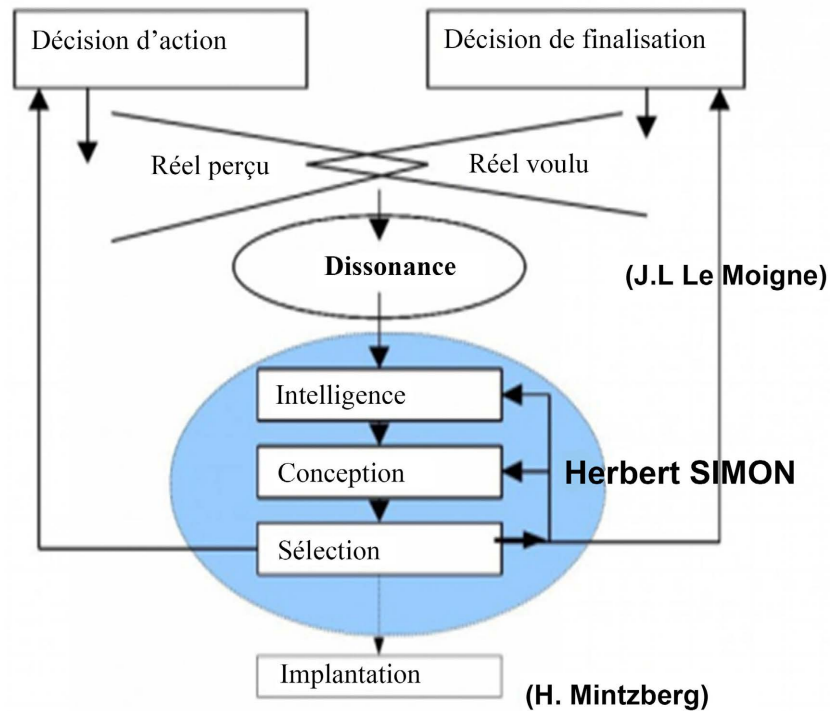 Décision d'action
Décision de finalisation
Réel perçu
Réel voulu
Dissonance
(J.L Le Moigne)
Intelligence
Conception
Herbert SIMON
Sélection
Implantation
(H. Mintzberg)